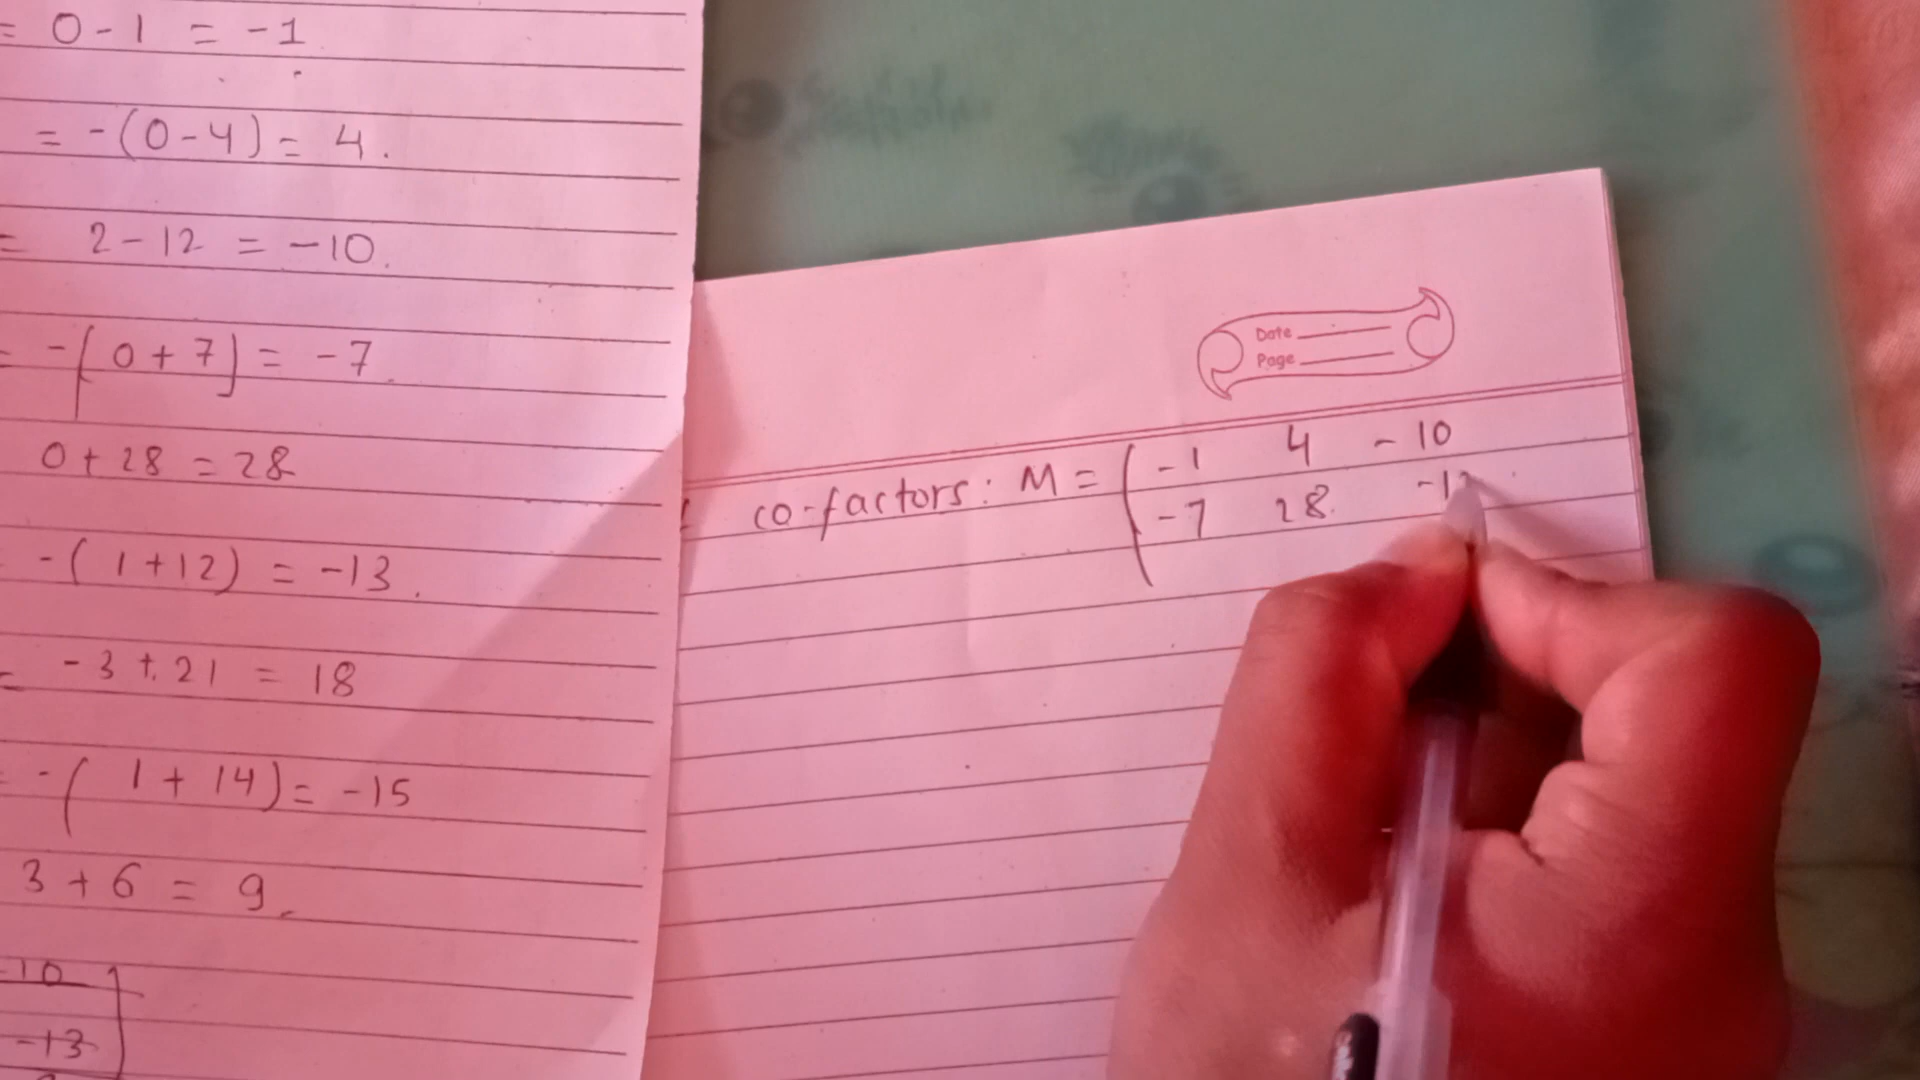 = 0 - 1 = -1
= -(0-4) = 4.
= 2-12 = -10.
= -(0+7) = -7
0+28 = 28
-(1+12) = -13.
= -3+21 = 18
= -(1+14) = -15
3+6 = 9
-10
-13
Date
Page
co-factors: M = ( -1 4 -10
-7 28